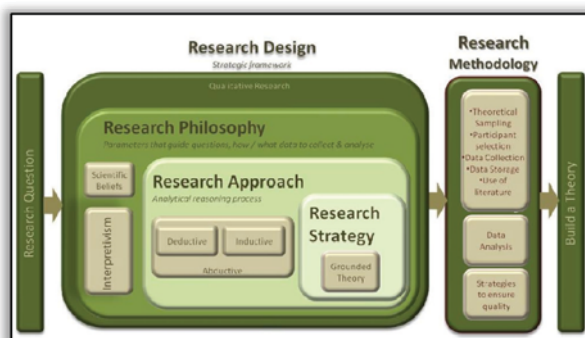 Research Design
Strategic framework
Qualitative Research
Research Question
Research Philosophy
Parameters that guide questions, how / what data to collect & analyse
Scientific
Beliefs
Interpretivism
Research Approach
Analytical reasoning process
Deductive
Inductive
Abductive
Research
Strategy
Grounded
Theory
Research
Methodology
•Theoretical
Sampling
•Participant
selection
•Data Collection
•Data Storage
•Use of
literature
Data
Analysis
Strategies
to ensure
quality
Build a Theory